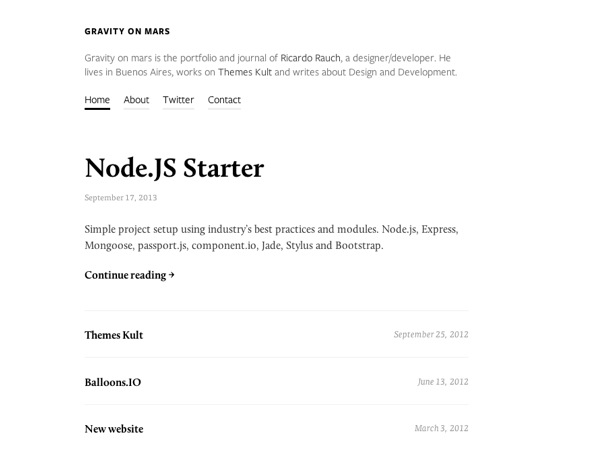 GRAVITY ON MARS
Gravity on mars is the portfolio and journal of Ricardo Rauch, a designer/developer. He
lives in Buenos Aires, works on Themes Kult and writes about Design and Development.
Home About Twitter Contact
Node.JS Starter
September 17, 2013
Simple project setup using industry's best practices and modules. Node.js, Express,
Mongoose, passport.js, component.io, Jade, Stylus and Bootstrap.
Continue reading →
Themes Kult September 25, 2012
Balloons.IO June 13, 2012
New website March 3, 2012